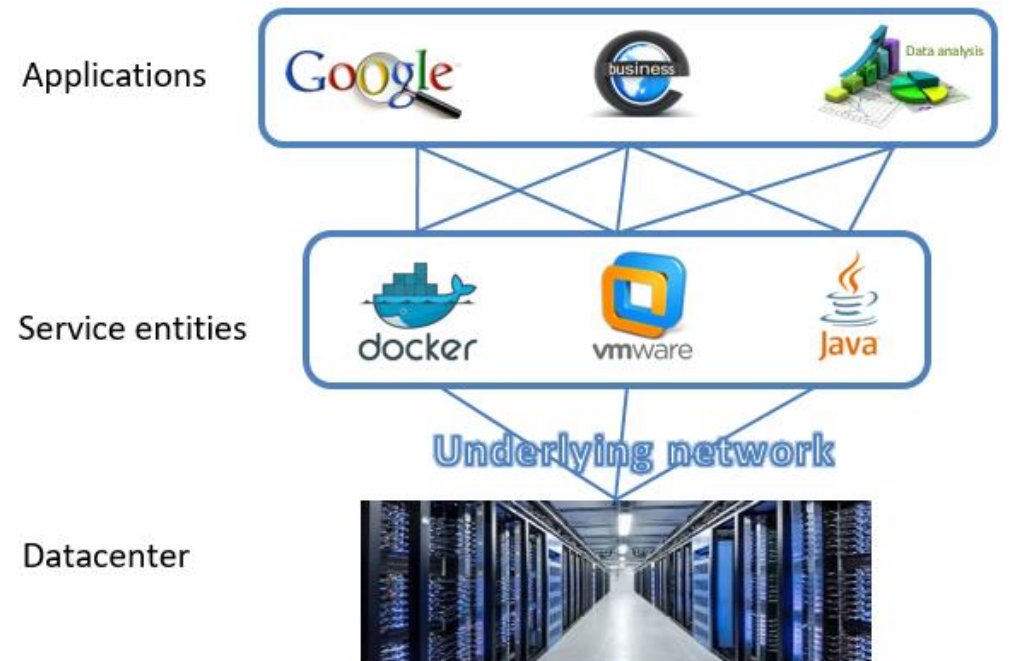 Applications
Google
business
Data analysis
Service entities
docker
vmware
Java
Underlying network
Datacenter